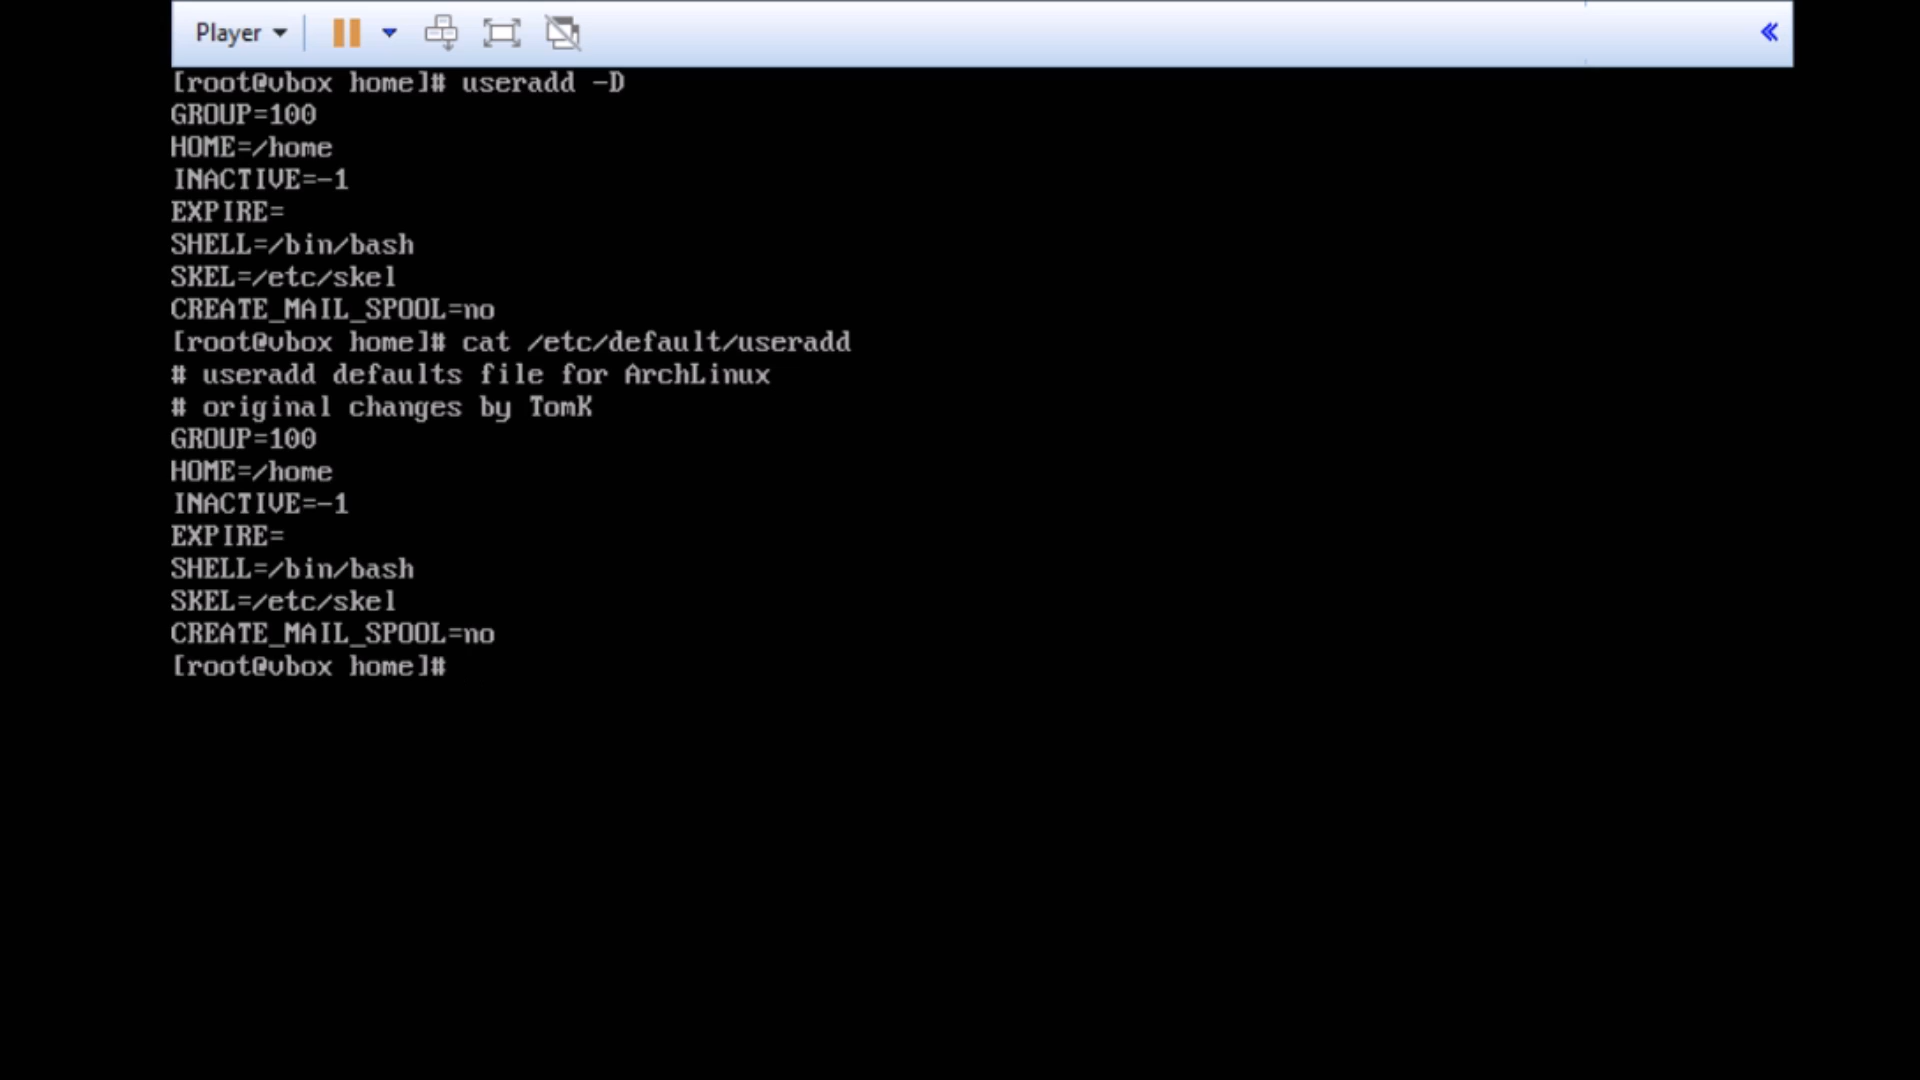 Player
[root@vbox home]# useradd -D
GROUP=100
HOME=/home
INACTIVE=-1
EXPIRE=
SHELL=/bin/bash
SKEL=/etc/skel
CREATE_MAIL_SPOOL=no
[root@vbox home]# cat /etc/default/useradd
# useradd defaults file for ArchLinux
# original changes by TomK
GROUP=100
HOME=/home
INACTIVE=-1
EXPIRE=
SHELL=/bin/bash
SKEL=/etc/skel
CREATE_MAIL_SPOOL=no
[root@vbox home]#